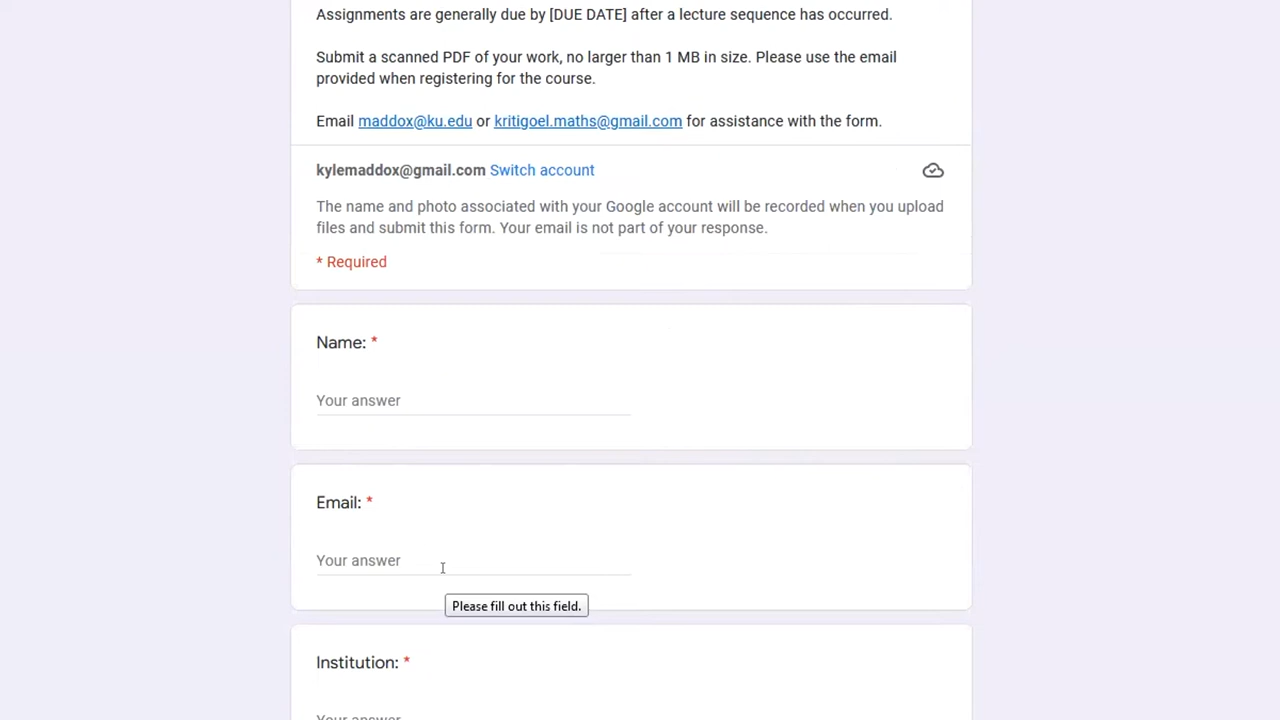 Assignments are generally due by [DUE DATE] after a lecture sequence has occurred.
Submit a scanned PDF of your work, no larger than 1 MB in size. Please use the email
provided when registering for the course.
Email maddox@ku.edu or kritigoel.maths@gmail.com for assistance with the form.
kylemaddox@gmail.com Switch account
The name and photo associated with your Google account will be recorded when you upload
files and submit this form. Your email is not part of your response.
* Required
Name: *
Your answer
Email: *
Your answer
Please fill out this field.
Institution: *
Your answer